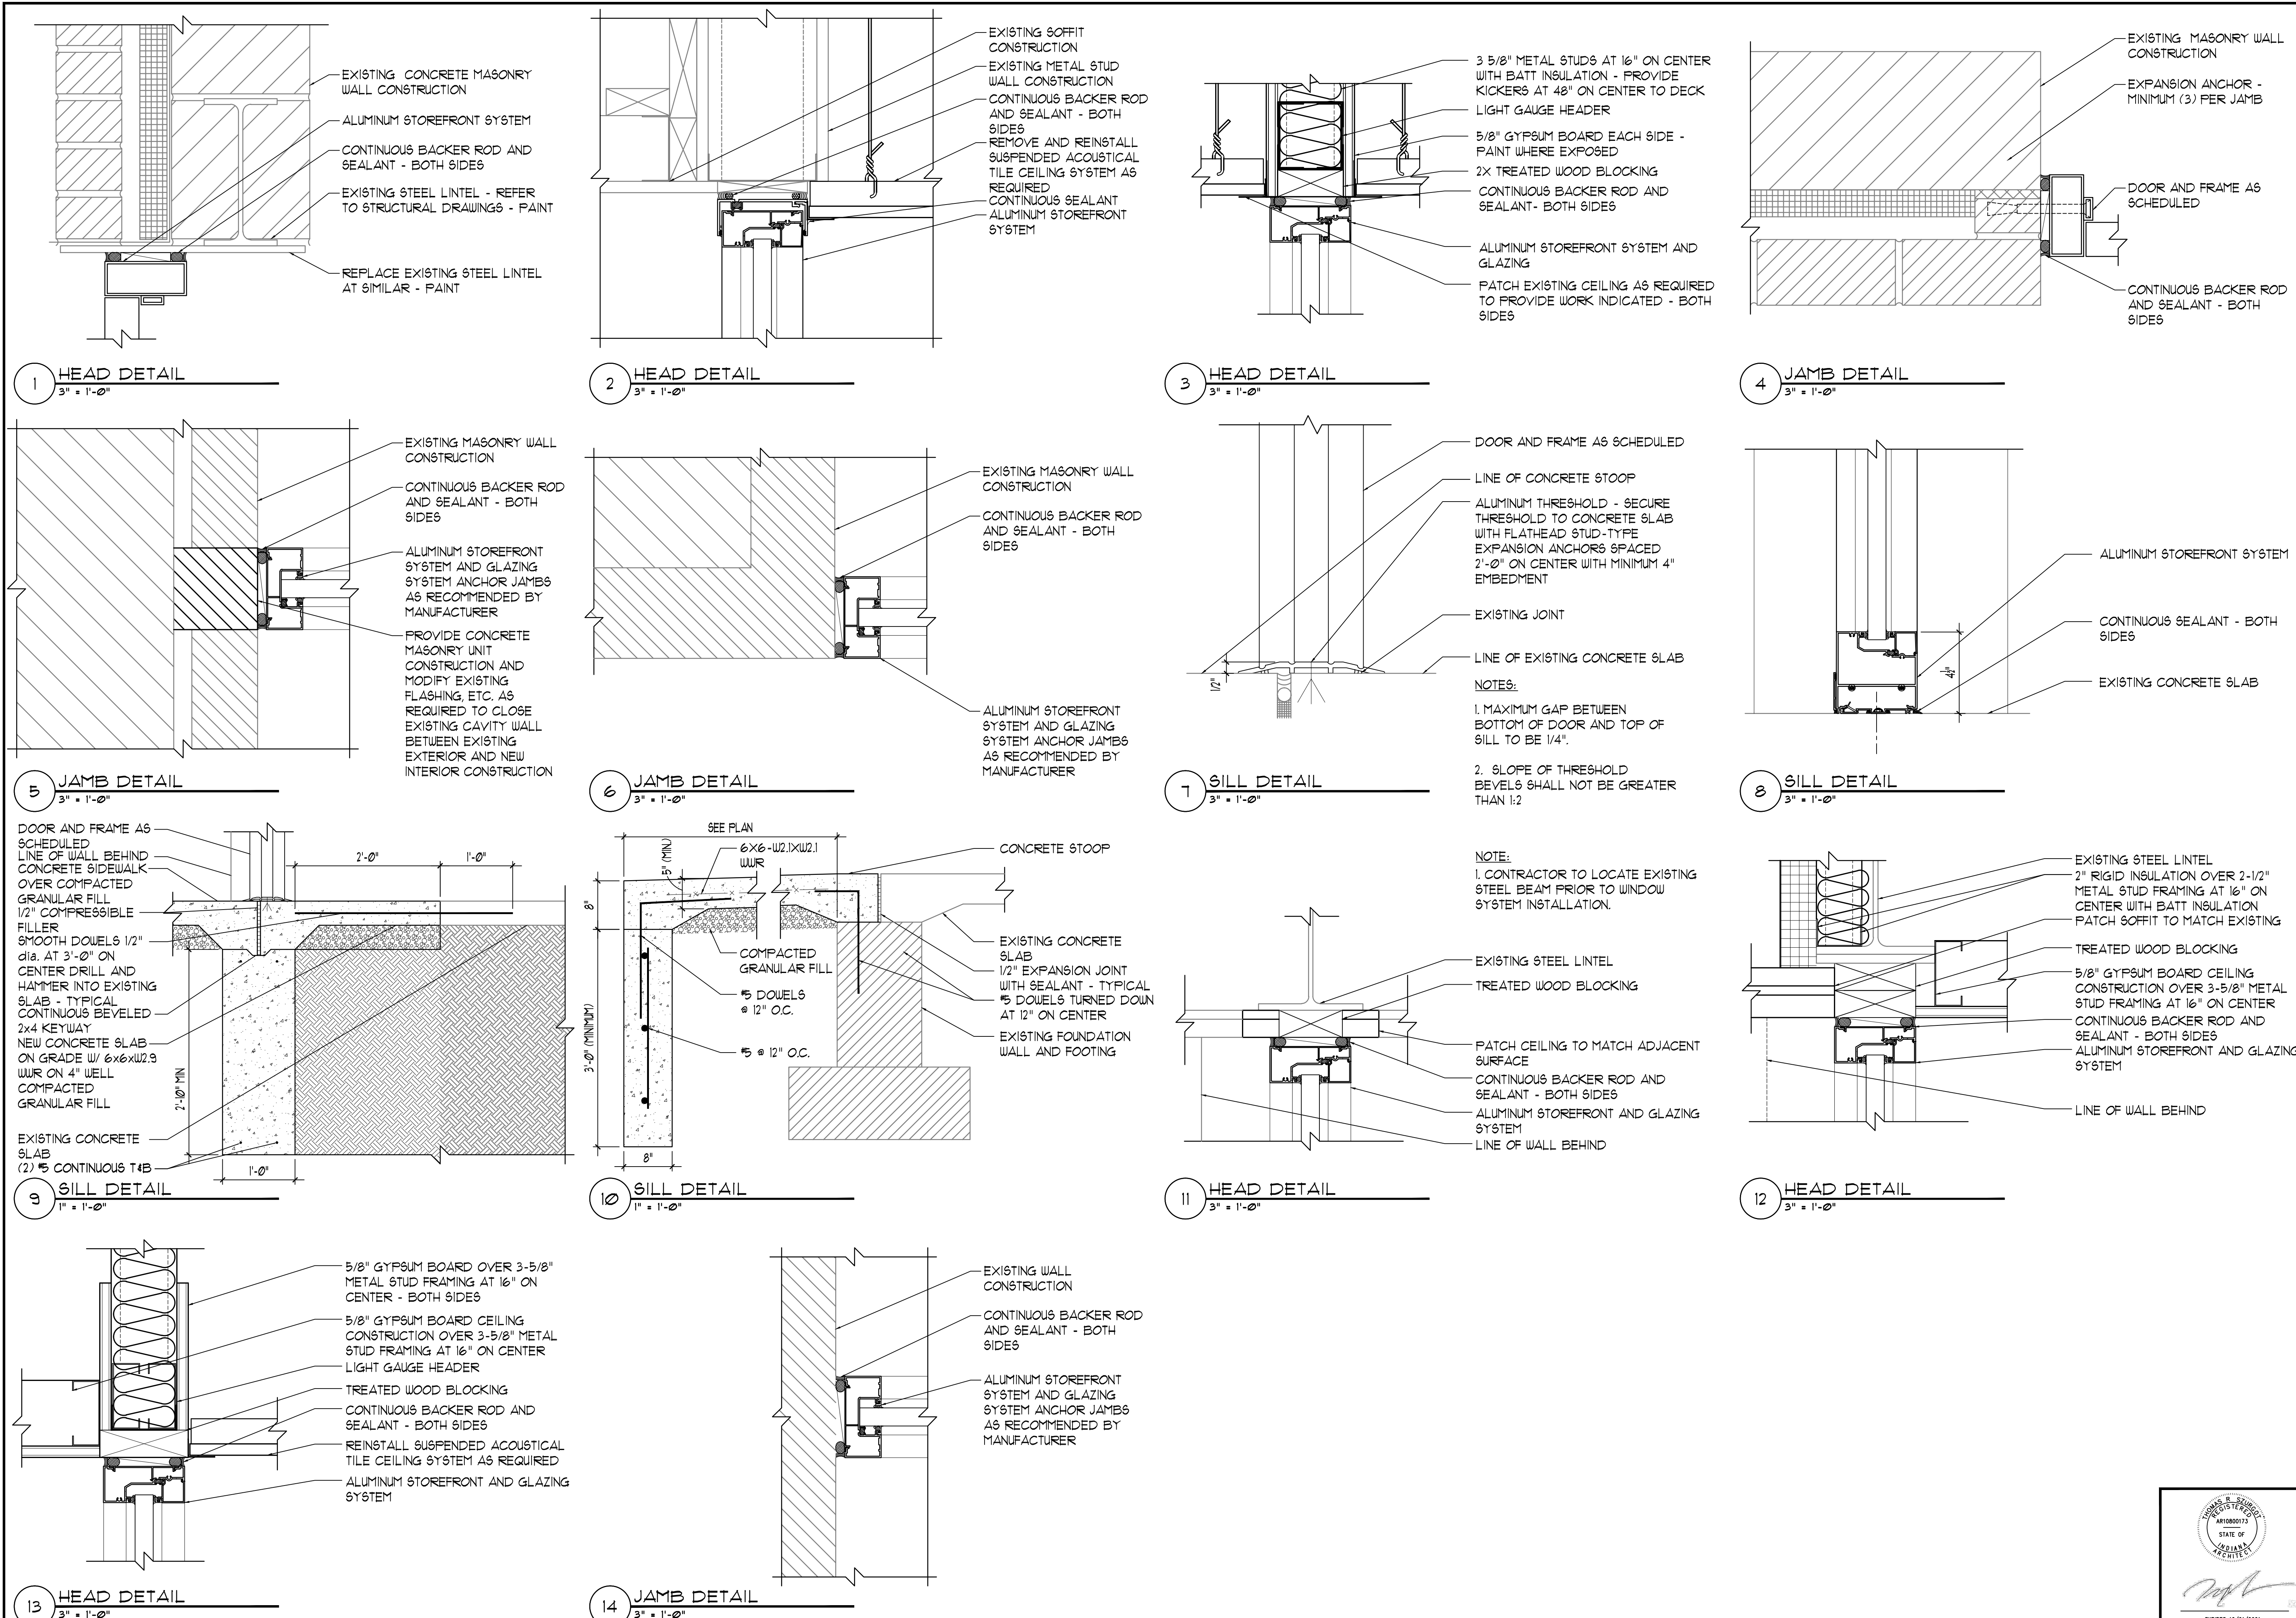 EXISTING CONCRETE MASONRY
WALL CONSTRUCTION
ALUMINUM STOREFRONT SYSTEM
CONTINUOUS BACKER ROD AND
SEALANT - BOTH SIDES
EXISTING STEEL LINTEL - REFER
TO STRUCTURAL DRAWINGS - PAINT
REPLACE EXISTING STEEL LINTEL
AT SIMILAR - PAINT
1
HEAD DETAIL
3" = 1'-0"
EXISTING SOFFIT
CONSTRUCTION
EXISTING METAL STUD
WALL CONSTRUCTION
CONTINUOUS BACKER ROD
AND SEALANT - BOTH
SIDES
REMOVE AND REINSTALL
SUSPENDED ACOUSTICAL
TILE CEILING SYSTEM AS
REQUIRED
CONTINUOUS SEALANT
ALUMINUM STOREFRONT
SYSTEM
2
HEAD DETAIL
3" = 1'-0"
3 5/8" METAL STUDS AT 16" ON CENTER
WITH BATT INSULATION - PROVIDE
KICKERS AT 48" ON CENTER TO DECK
LIGHT GAUGE HEADER
5/8" GYPSUM BOARD EACH SIDE -
PAINT WHERE EXPOSED
2X TREATED WOOD BLOCKING
CONTINUOUS BACKER ROD AND
SEALANT- BOTH SIDES
ALUMINUM STOREFRONT SYSTEM AND
GLAZING
PATCH EXISTING CEILING AS REQUIRED
TO PROVIDE WORK INDICATED - BOTH
SIDES
3
HEAD DETAIL
3" = 1'-0"
EXISTING MASONRY WALL
CONSTRUCTION
EXPANSION ANCHOR -
MINIMUM (3) PER JAMB
DOOR AND FRAME AS
SCHEDULED
CONTINUOUS BACKER ROD
AND SEALANT - BOTH
SIDES
4
JAMB DETAIL
3" = 1'-0"
EXISTING MASONRY WALL
CONSTRUCTION
CONTINUOUS BACKER ROD
AND SEALANT - BOTH
SIDES
ALUMINUM STOREFRONT
SYSTEM AND GLAZING
SYSTEM ANCHOR JAMBS
AS RECOMMENDED BY
MANUFACTURER
PROVIDE CONCRETE
MASONRY UNIT
CONSTRUCTION AND
MODIFY EXISTING
FLASHING, ETC. AS
REQUIRED TO CLOSE
EXISTING CAVITY WALL
BETWEEN EXISTING
EXTERIOR AND NEW
INTERIOR CONSTRUCTION
5
JAMB DETAIL
3" = 1'-0"
EXISTING MASONRY WALL
CONSTRUCTION
CONTINUOUS BACKER ROD
AND SEALANT - BOTH
SIDES
ALUMINUM STOREFRONT
SYSTEM AND GLAZING
SYSTEM ANCHOR JAMBS
AS RECOMMENDED BY
MANUFACTURER
6
JAMB DETAIL
3" = 1'-0"
DOOR AND FRAME AS SCHEDULED
LINE OF CONCRETE STOOP
ALUMINUM THRESHOLD - SECURE
THRESHOLD TO CONCRETE SLAB
WITH FLATHEAD STUD-TYPE
EXPANSION ANCHORS SPACED
2'-0" ON CENTER WITH MINIMUM 4"
EMBEDMENT
EXISTING JOINT
LINE OF EXISTING CONCRETE SLAB
1/2"
NOTES:
1. MAXIMUM GAP BETWEEN
BOTTOM OF DOOR AND TOP OF
SILL TO BE 1/4".
2. SLOPE OF THRESHOLD
BEVELS SHALL NOT BE GREATER
THAN 1:2
7
SILL DETAIL
3" = 1'-0"
ALUMINUM STOREFRONT SYSTEM
CONTINUOUS SEALANT - BOTH
SIDES
EXISTING CONCRETE SLAB
4 1/2"
8
SILL DETAIL
3" = 1'-0"
DOOR AND FRAME AS
SCHEDULED
LINE OF WALL BEHIND
CONCRETE SIDEWALK
OVER COMPACTED
GRANULAR FILL
1/2" COMPRESSIBLE
FILLER
SMOOTH DOWELS 1/2"
dia. AT 3'-0" ON
CENTER DRILL AND
HAMMER INTO EXISTING
SLAB - TYPICAL
CONTINUOUS BEVELED
2x4 KEYWAY
NEW CONCRETE SLAB
ON GRADE W/ 6x6xW2.9
WWR ON 4" WELL
COMPACTED
GRANULAR FILL
EXISTING CONCRETE
SLAB
(2) #5 CONTINUOUS T&B
2'-0"
1'-0"
2'-10" MIN
1'-0"
9
SILL DETAIL
1" = 1'-0"
SEE PLAN
5" (MIN)
6X6-W2.1XW2.1
WWR
8"
3'-0" (MINIMUM)
8"
COMPACTED
GRANULAR FILL
#5 DOWELS
@ 12" O.C.
#5 @ 12" O.C.
CONCRETE STOOP
EXISTING CONCRETE
SLAB
1/2" EXPANSION JOINT
WITH SEALANT - TYPICAL
#5 DOWELS TURNED DOWN
AT 12" ON CENTER
EXISTING FOUNDATION
WALL AND FOOTING
10
SILL DETAIL
1" = 1'-0"
NOTE:
1. CONTRACTOR TO LOCATE EXISTING
STEEL BEAM PRIOR TO WINDOW
SYSTEM INSTALLATION.
EXISTING STEEL LINTEL
TREATED WOOD BLOCKING
PATCH CEILING TO MATCH ADJACENT
SURFACE
CONTINUOUS BACKER ROD AND
SEALANT - BOTH SIDES
ALUMINUM STOREFRONT AND GLAZING
SYSTEM
LINE OF WALL BEHIND
11
HEAD DETAIL
3" = 1'-0"
EXISTING STEEL LINTEL
2" RIGID INSULATION OVER 2-1/2"
METAL STUD FRAMING AT 16" ON
CENTER WITH BATT INSULATION
PATCH SOFFIT TO MATCH EXISTING
TREATED WOOD BLOCKING
5/8" GYPSUM BOARD CEILING
CONSTRUCTION OVER 3-5/8" METAL
STUD FRAMING AT 16" ON CENTER
CONTINUOUS BACKER ROD AND
SEALANT - BOTH SIDES
ALUMINUM STOREFRONT AND GLAZING
SYSTEM
LINE OF WALL BEHIND
12
HEAD DETAIL
3" = 1'-0"
5/8" GYPSUM BOARD OVER 3-5/8"
METAL STUD FRAMING AT 16" ON
CENTER - BOTH SIDES
5/8" GYPSUM BOARD CEILING
CONSTRUCTION OVER 3-5/8" METAL
STUD FRAMING AT 16" ON CENTER
LIGHT GAUGE HEADER
TREATED WOOD BLOCKING
CONTINUOUS BACKER ROD AND
SEALANT - BOTH SIDES
REINSTALL SUSPENDED ACOUSTICAL
TILE CEILING SYSTEM AS REQUIRED
ALUMINUM STOREFRONT AND GLAZING
SYSTEM
13
HEAD DETAIL
3" = 1'-0"
EXISTING WALL
CONSTRUCTION
CONTINUOUS BACKER ROD
AND SEALANT - BOTH
SIDES
ALUMINUM STOREFRONT
SYSTEM AND GLAZING
SYSTEM ANCHOR JAMBS
AS RECOMMENDED BY
MANUFACTURER
14
JAMB DETAIL
3" = 1'-0"
THOMAS R. SZURGOT
REGISTERED
AR10800173
STATE OF
INDIANA
ARCHITECT